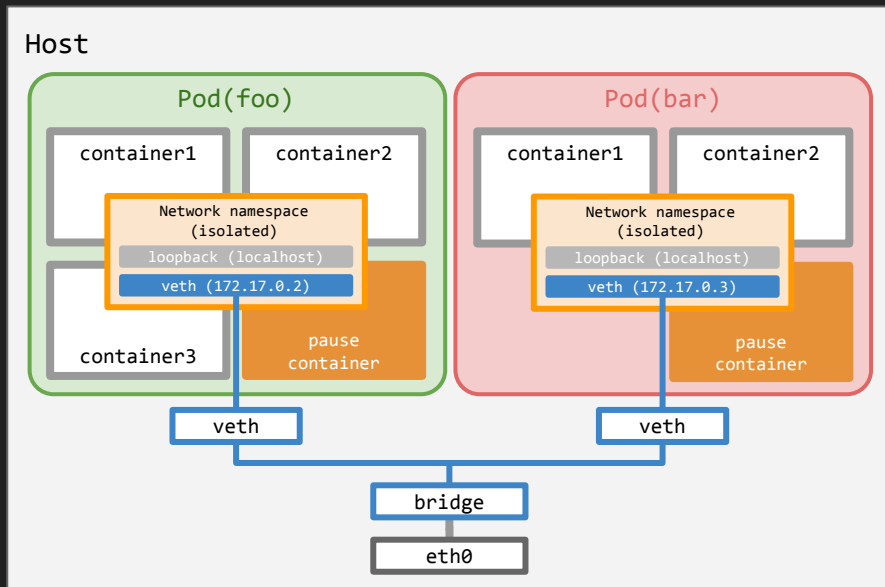 Host
Pod(foo)
container1
container2
Network namespace
(isolated)
loopback (localhost)
veth (172.17.0.2)
container3
pause
container
Pod(bar)
container1
container2
Network namespace
(isolated)
loopback (localhost)
veth (172.17.0.3)
pause
container
veth
veth
bridge
eth0